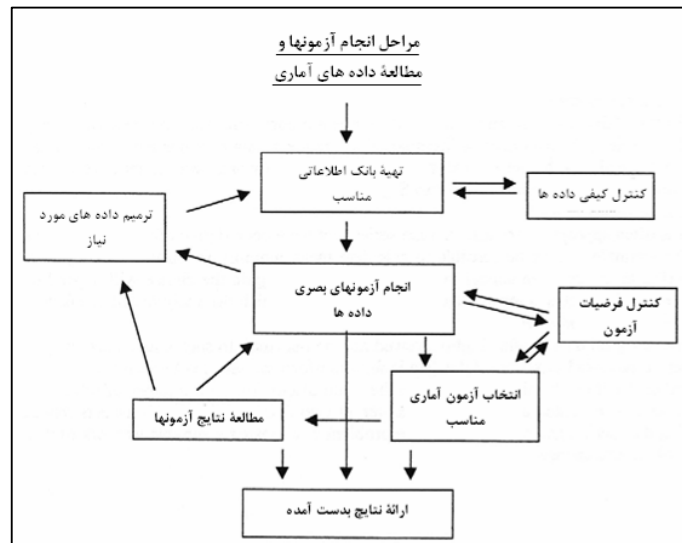 مراحل انجام آزمونها و
مطالعهٔ داده های آماری
تهیهٔ بانک اطلاعاتی
مناسب
کنترل کیفی داده ها
ترمیم داده های مورد
نیاز
انجام آزمونهای بصری
داده ها
کنترل فرضیات
آزمون
انتخاب آزمون آماری
مناسب
مطالعهٔ نتایج آزمونها
ارائهٔ نتایج بدست آمده